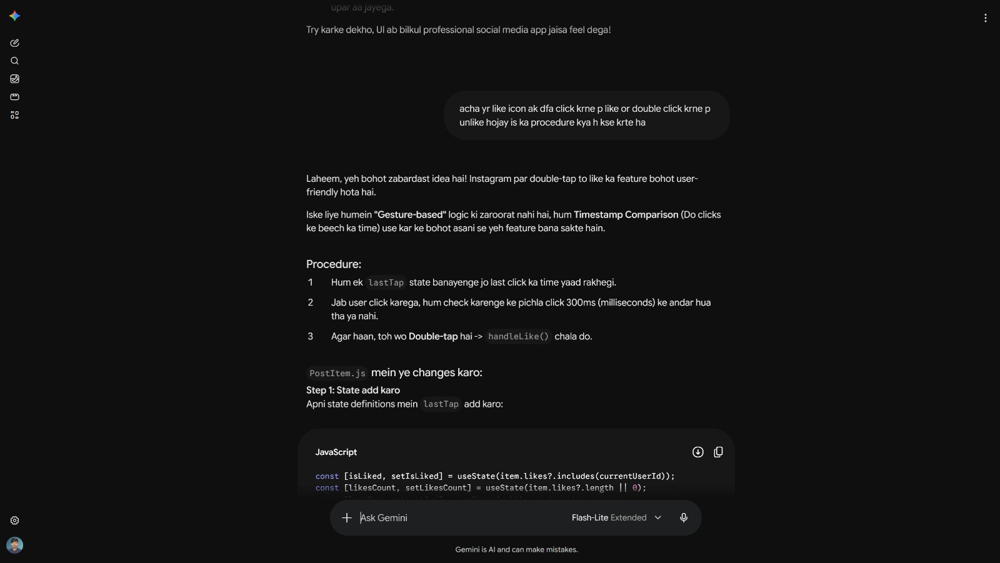 upar aa jayega.
Try karke dekho, UI ab bilkul professional social media app jaisa feel dega!
acha yr like icon ak dfa click krne p like or double click krne p
unlike hojay is ka procedure kya h kse krte ha
Laheem, yeh bohot zabardast idea hai! Instagram par double-tap to like ka feature bohot user-
friendly hota hai.
Iske liye humein "Gesture-based" logic ki zaroorat nahi hai, hum Timestamp Comparison (Do clicks
ke beech ka time) use kar ke bohot asani se yeh feature bana sakte hain.
Procedure:
1 Hum ek lastTap state banayenge jo last click ka time yaad rakhegi.
2 Jab user click karega, hum check karenge ke pichla click 300ms (milliseconds) ke andar hua
tha ya nahi.
3 Agar haan, toh wo Double-tap hai -> handleLike() chala do.
PostItem.js mein ye changes karo:
Step 1: State add karo
Apni state definitions mein lastTap add karo:
JavaScript
const [isLiked, setIsLiked] = useState(item.likes?.includes(currentUserId));
const [likesCount, setLikesCount] = useState(item.likes?.length || 0);
Ask Gemini
Flash-Lite Extended
Gemini is AI and can make mistakes.